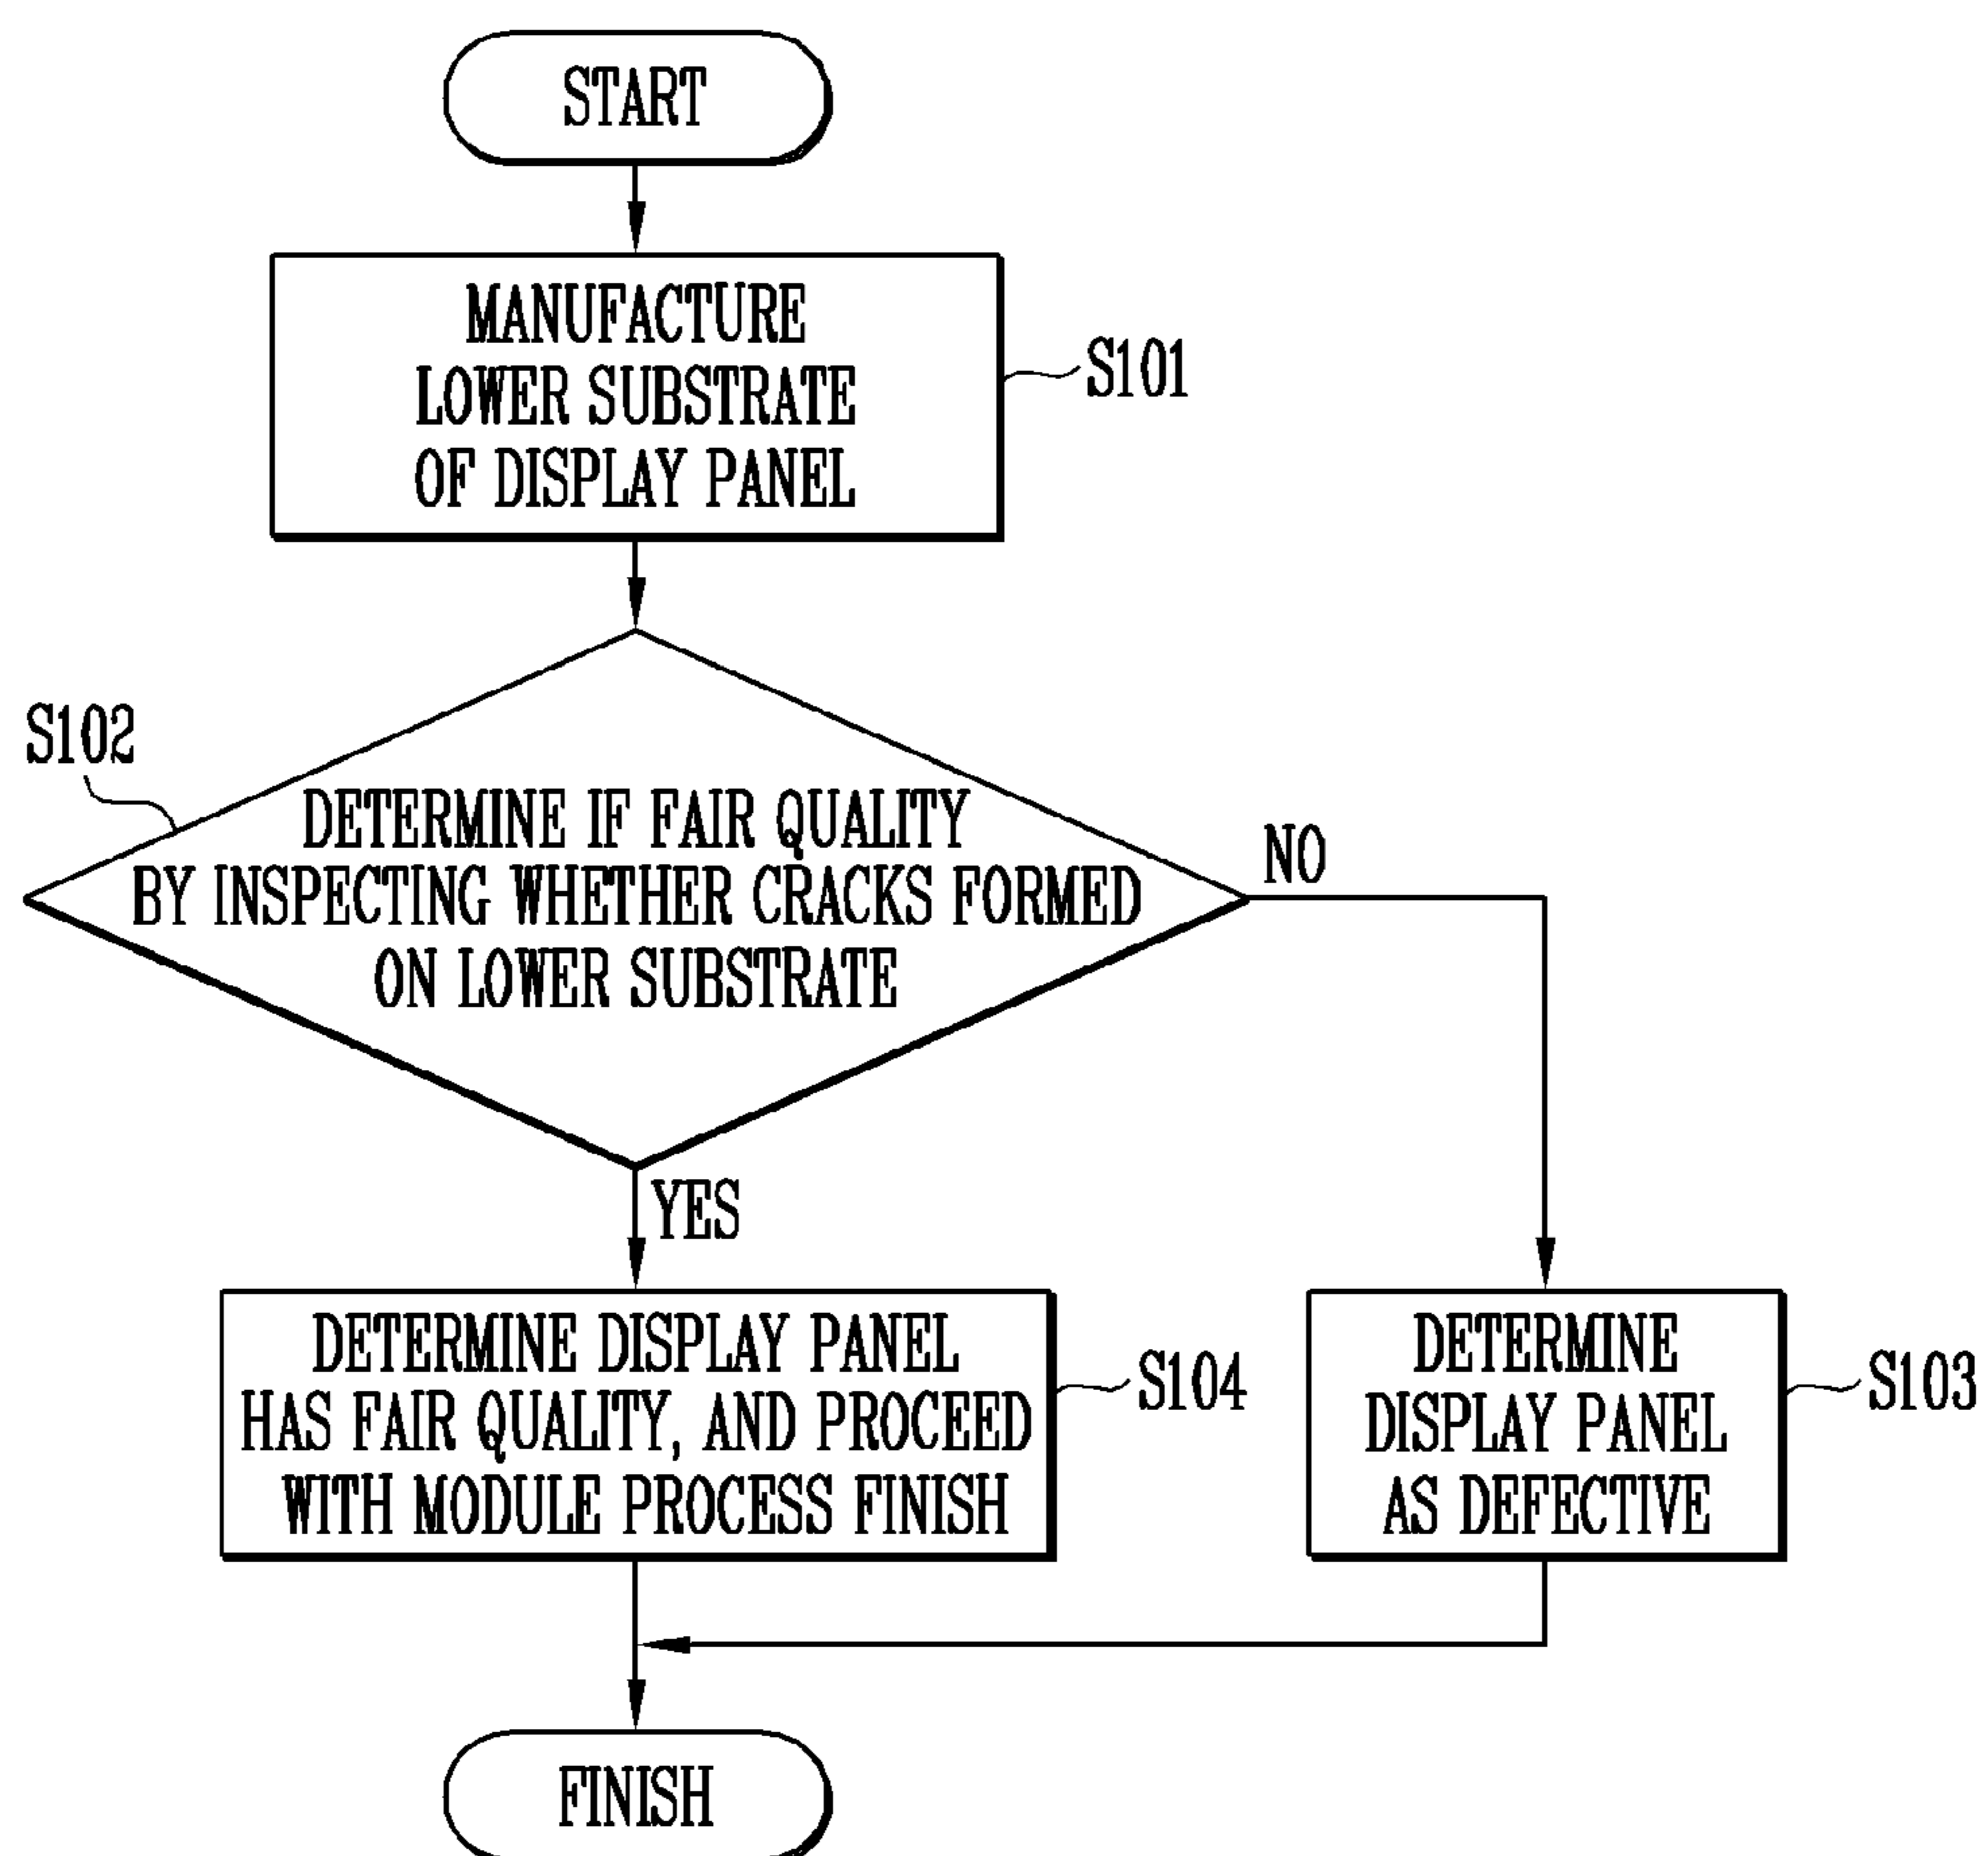 START
MANUFACTURE
LOWER SUBSTRATE
OF DISPLAY PANEL
S101
S102
DETERMINE IF FAIR QUALITY
BY INSPECTING WHETHER CRACKS FORMED
ON LOWER SUBSTRATE
NO
YES
DETERMINE DISPLAY PANEL
HAS FAIR QUALITY, AND PROCEED
WITH MODULE PROCESS FINISH
S104
DETERMINE
DISPLAY PANEL
AS DEFECTIVE
S103
FINISH